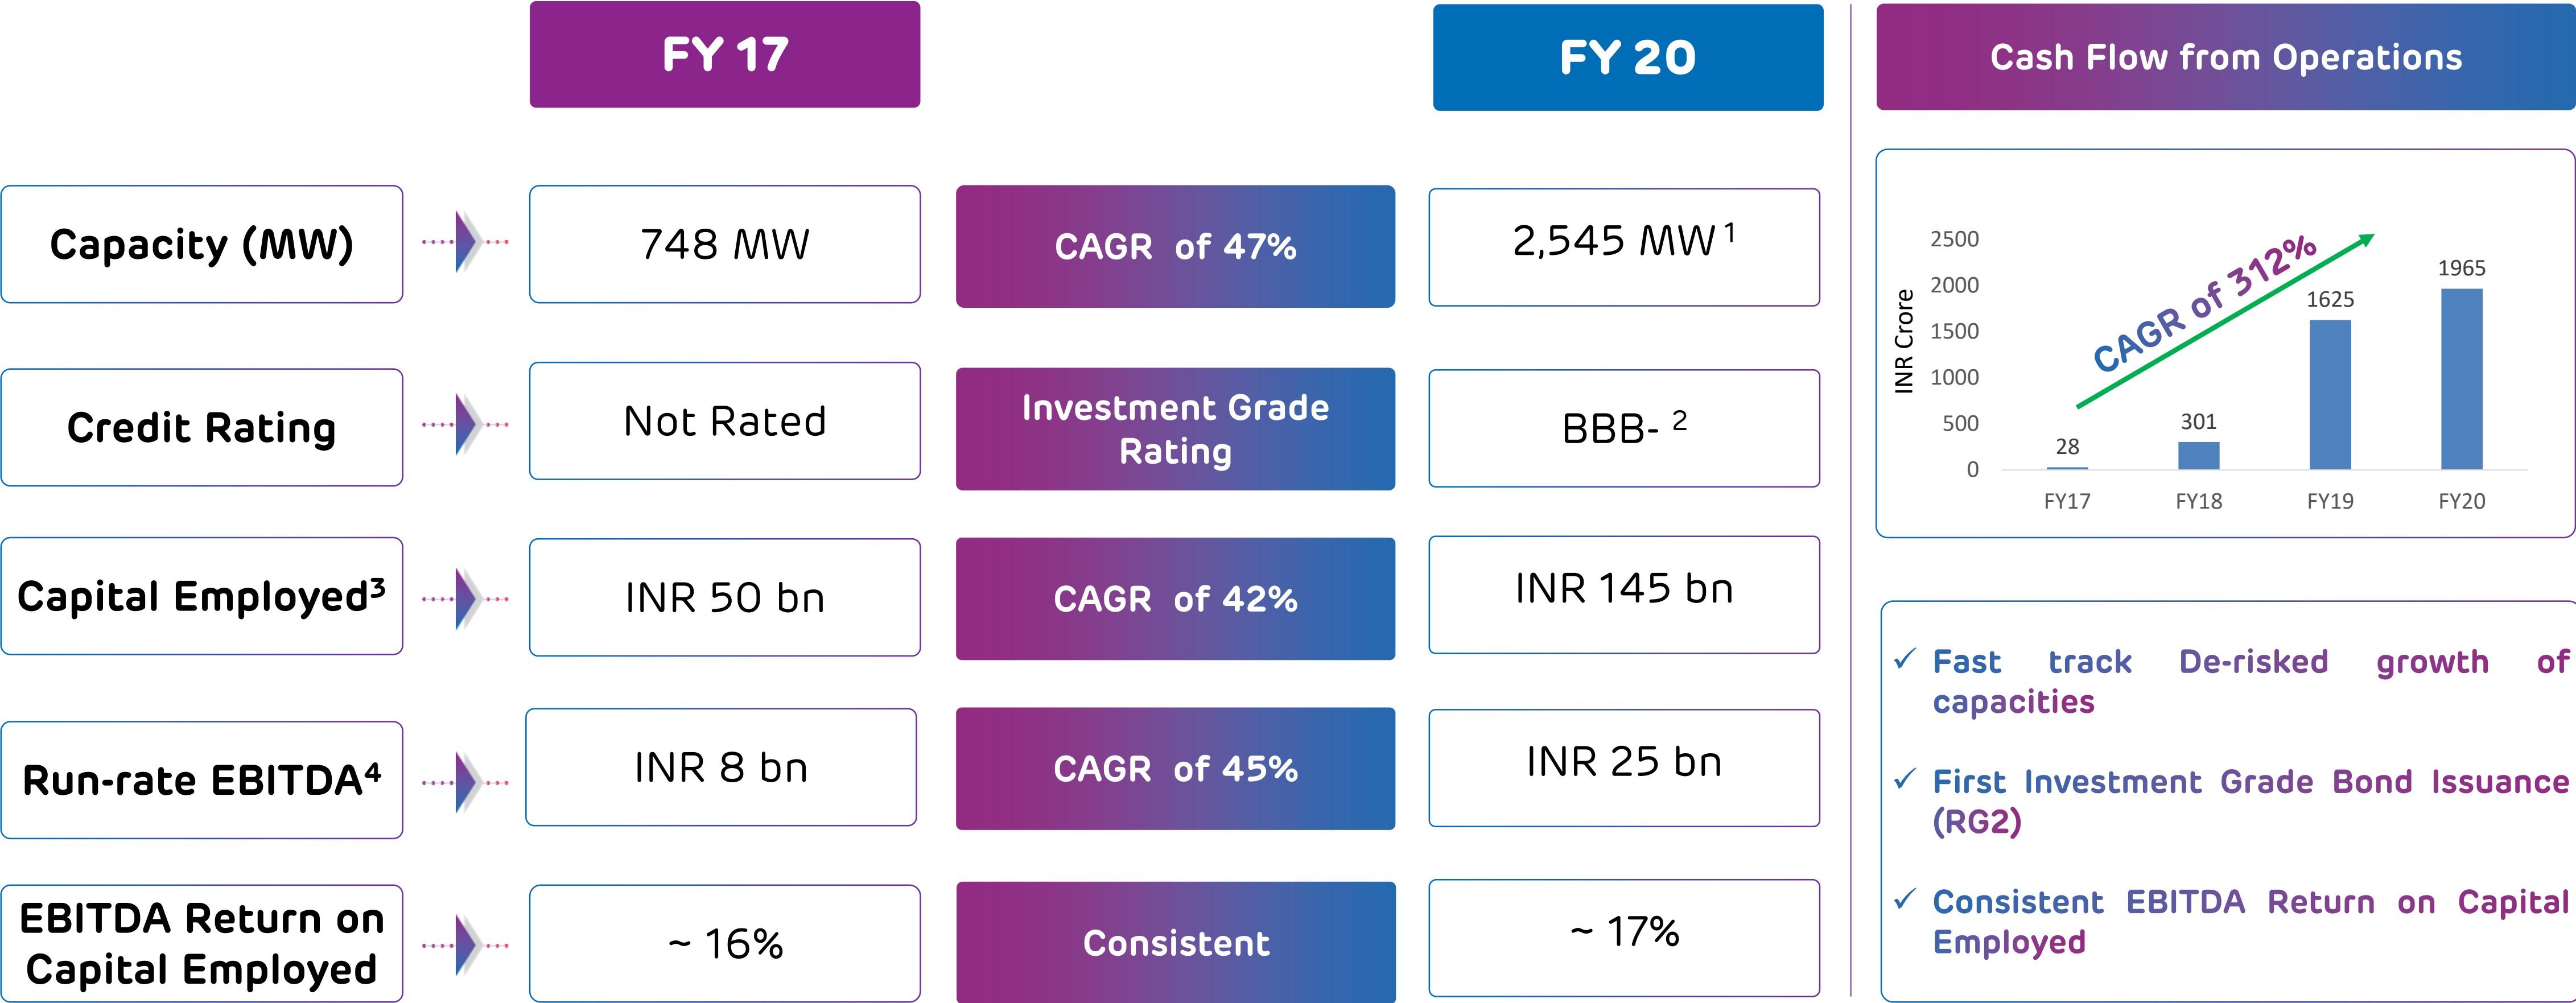 FY 17
FY 20
Cash Flow from Operations
Capacity (MW)
748 MW
CAGR of 47%
2,545 MW 1
Credit Rating
Not Rated
Investment Grade
Rating
BBB- 2
Capital Employed3
INR 50 bn
CAGR of 42%
INR 145 bn
Run-rate EBITDA4
INR 8 bn
CAGR of 45%
INR 25 bn
EBITDA Return on
Capital Employed
~ 16%
Consistent
~ 17%
INR Crore
2500
2000
1500
1000
500
0
CAGR of 312%
28
301
1625
1965
FY17
FY18
FY19
FY20
✓ Fast track De-risked growth of
capacities
✓ First Investment Grade Bond Issuance
(RG2)
✓ Consistent EBITDA Return on Capital
Employed